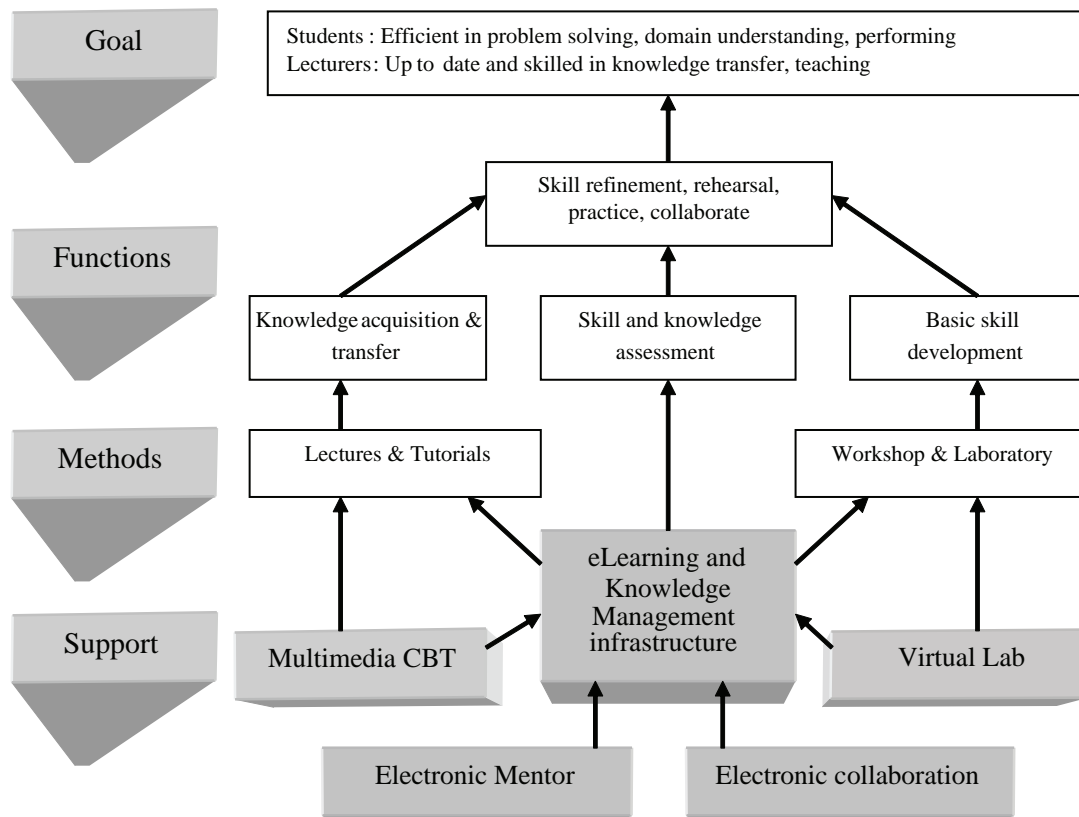 Goal
Students : Efficient in problem solving, domain understanding, performing
Lecturers: Up to date and skilled in knowledge transfer, teaching
Skill refinement, rehearsal,
practice, collaborate
Functions
Knowledge acquisition &
transfer
Skill and knowledge
assessment
Basic skill
development
Methods
Lectures & Tutorials
Workshop & Laboratory
eLearning and
Knowledge
Management
infrastructure
Support
Multimedia CBT
Virtual Lab
Electronic Mentor
Electronic collaboration